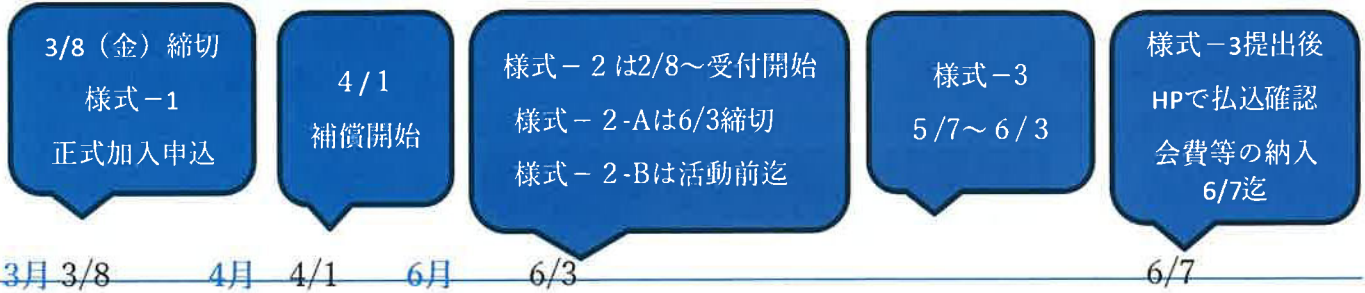 3/8（金）締切
様式－1
正式加入申込
4/1
補償開始
様式－２は2/8～受付開始
様式－２-Aは6/3締切
様式－２-Bは活動前迄
様式－3
5/7～6/3
様式－3提出後
HPで払込確認
会費等の納入
6/7迄
3月 3/8 4月 4/1 6月 6/3 6/7